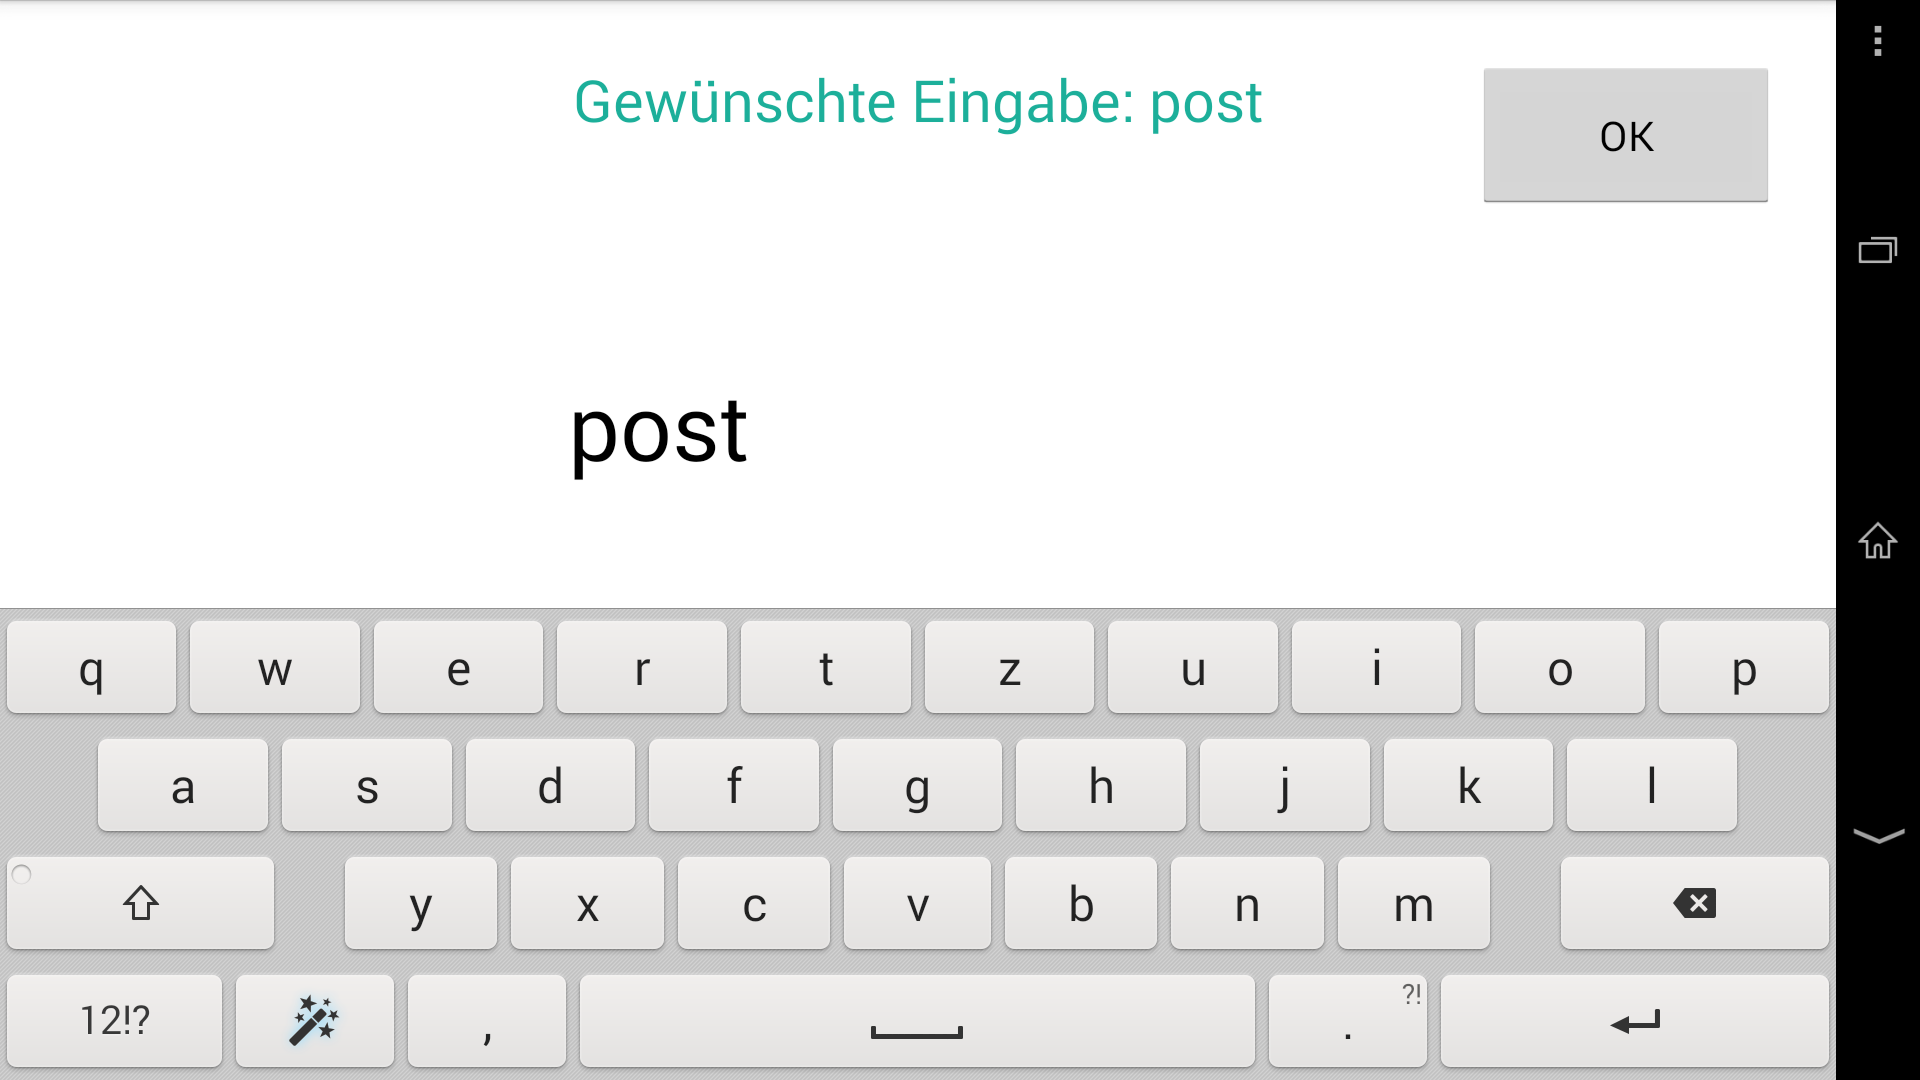 Gewünschte Eingabe: post
OK
post
q w e r t z u i o p
a s d f g h j k l
y x c v b n m
12!? , . ?!